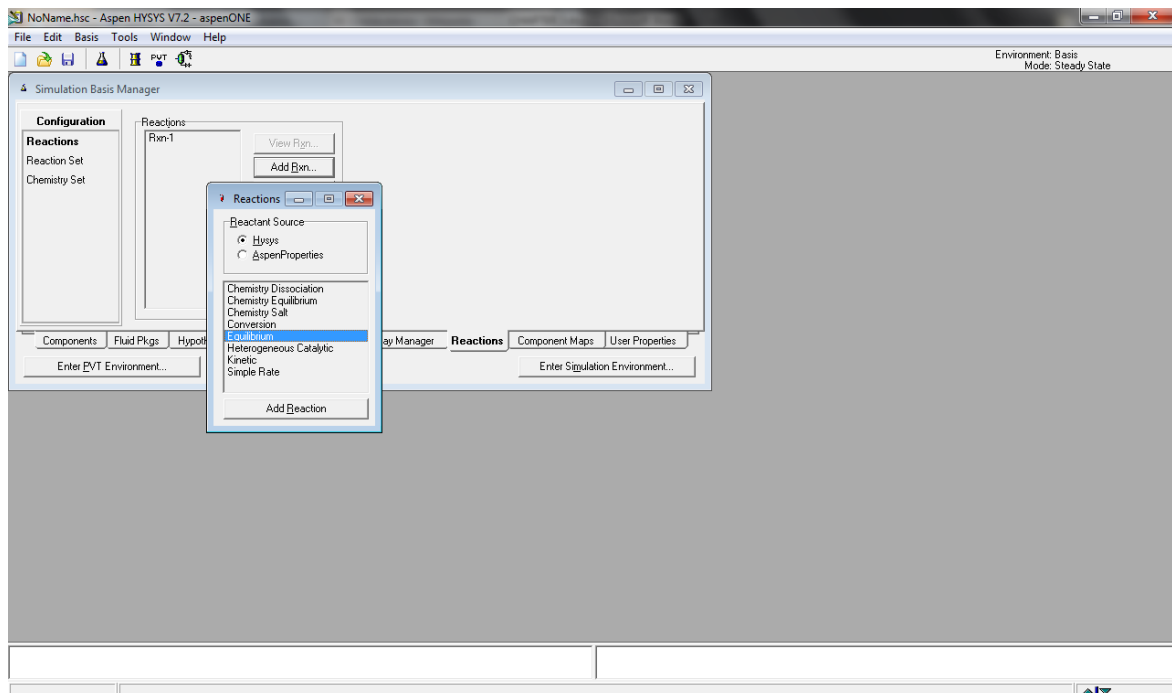 NoName.hsc - Aspen HYSYS V7.2 - aspenONE
File Edit Basis Tools Window Help
PVT
Environment: Basis
Mode: Steady State
Simulation Basis Manager
Configuration
Reactions
Reaction Set
Chemistry Set
Reactions
Rxn-1
View Rxn...
Add Rxn...
Reactions
Reactant Source
Hysys
AspenProperties
Chemistry Dissociation
Chemistry Equilibrium
Chemistry Salt
Conversion
Equilibrium
Heterogeneous Catalytic
Kinetic
Simple Rate
Add Reaction
Components Fluid Pkgs Manager Reactions Component Maps User Properties
Enter PVT Environment... Enter Simulation Environment...